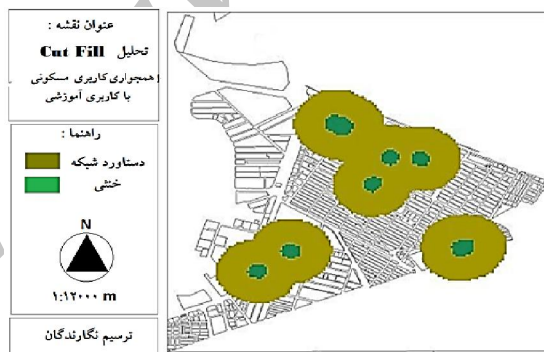 عنوان نقشه :
تحلیل Cut Fill
همجواری کاربری مسکونی
با کاربری آموزشی
راهنما :
دستاورد شبکه
خنثی
N
۱:۱۲۰۰۰ m
ترسیم نگارندگان